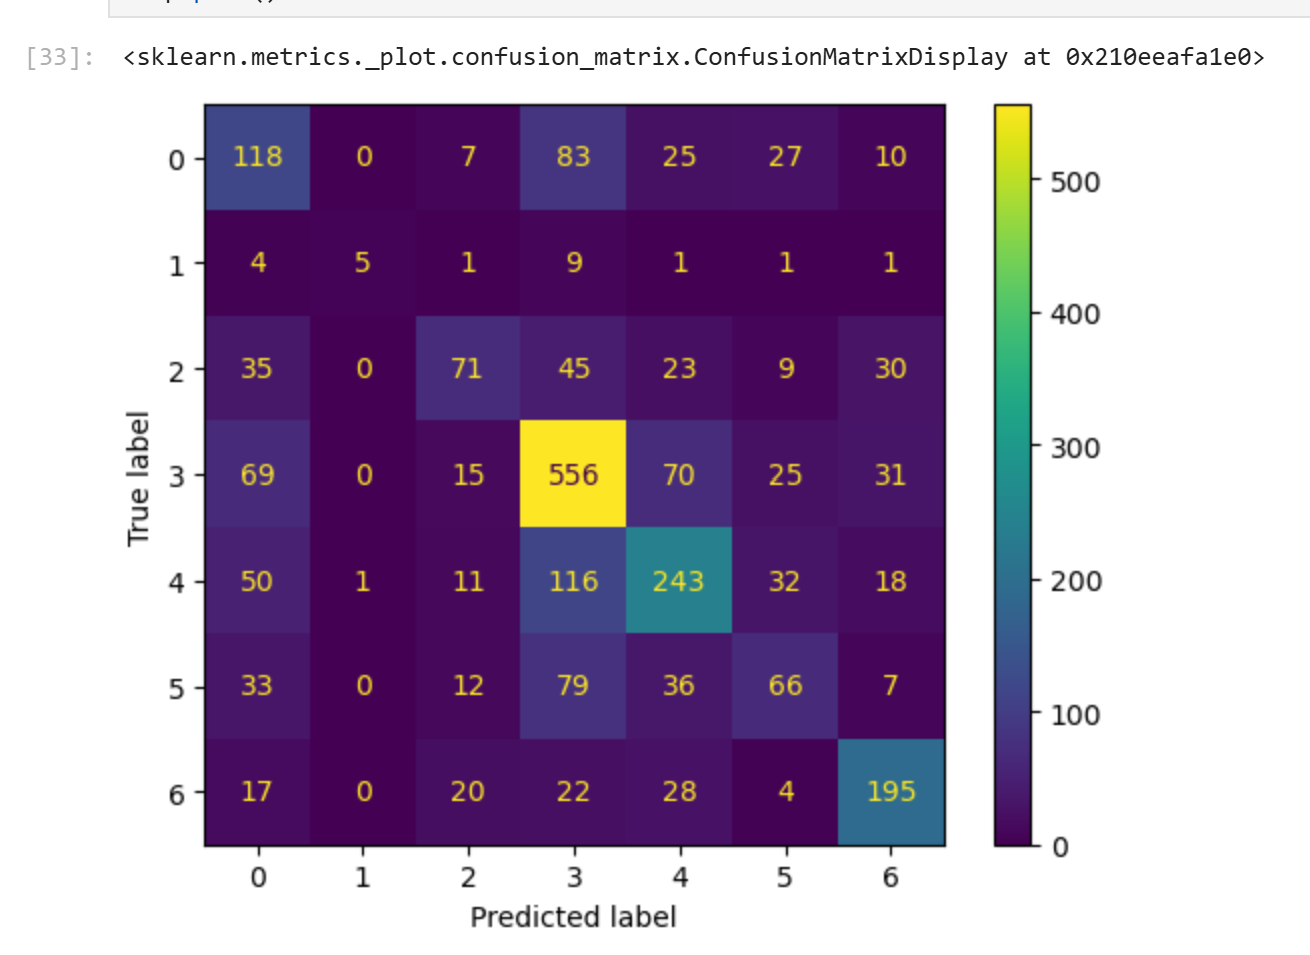 [33]: <sklearn.metrics._plot.confusion_matrix.ConfusionMatrixDisplay at 0x210eeafa1e0>
0 118 0 7 83 25 27 10
1 4 5 1 9 1 1 1
2 35 0 71 45 23 9 30
3 69 0 15 556 70 25 31
4 50 1 11 116 243 32 18
5 33 0 12 79 36 66 7
6 17 0 20 22 28 4 195
0 1 2 3 4 5 6
Predicted label
True label
500
400
300
200
100
0